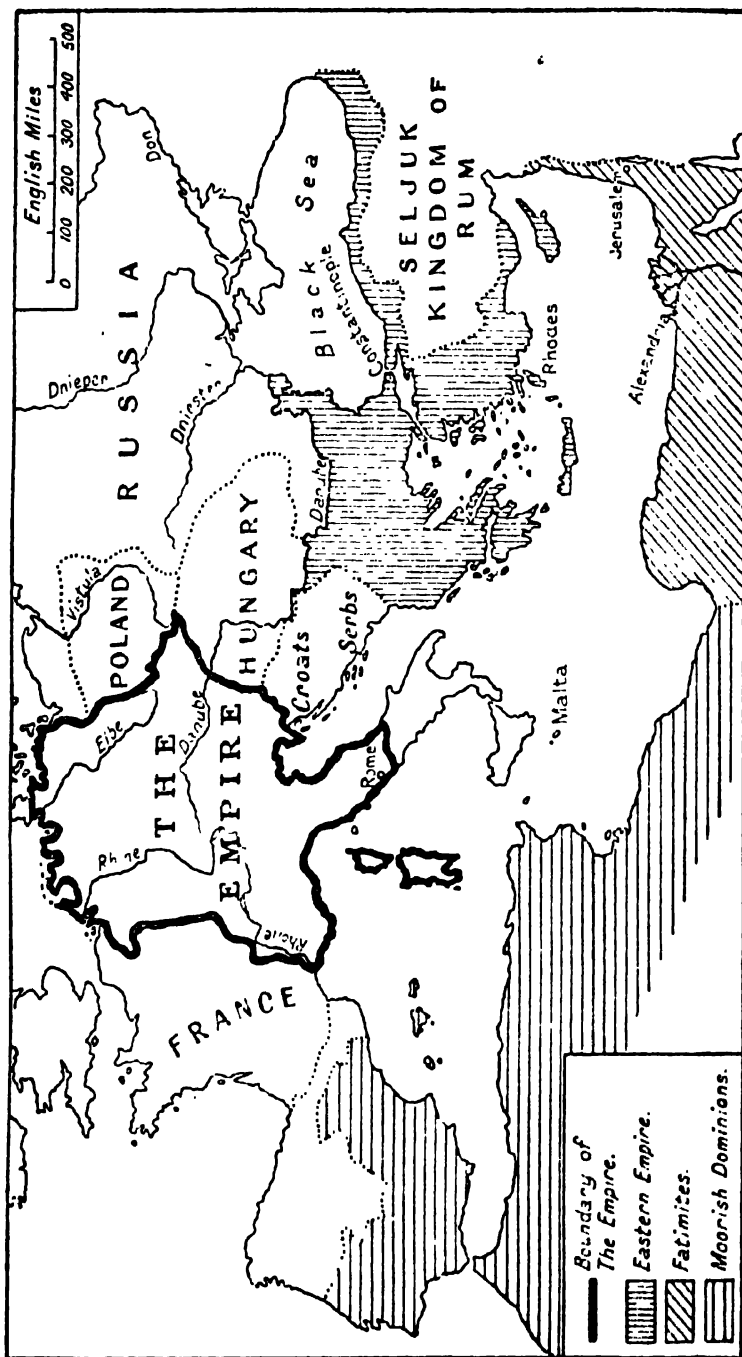 English Miles
0 100 200 300 400 500
RUSSIA
Don
Dnieper
Dniester
Vistula
POLAND
Elbe
Rhine
THE
EMPIRE
Danube
HUNGARY
Danube
Croats
Serbs
Black Sea
Constantinople
SELJUK
KINGDOM OF
RUM
FRANCE
Rhone
Rome
Malta
Rhodes
Jerusalem
Alexandria
Boundary of
The Empire.
Eastern Empire.
Fatimites.
Moorish Dominions.